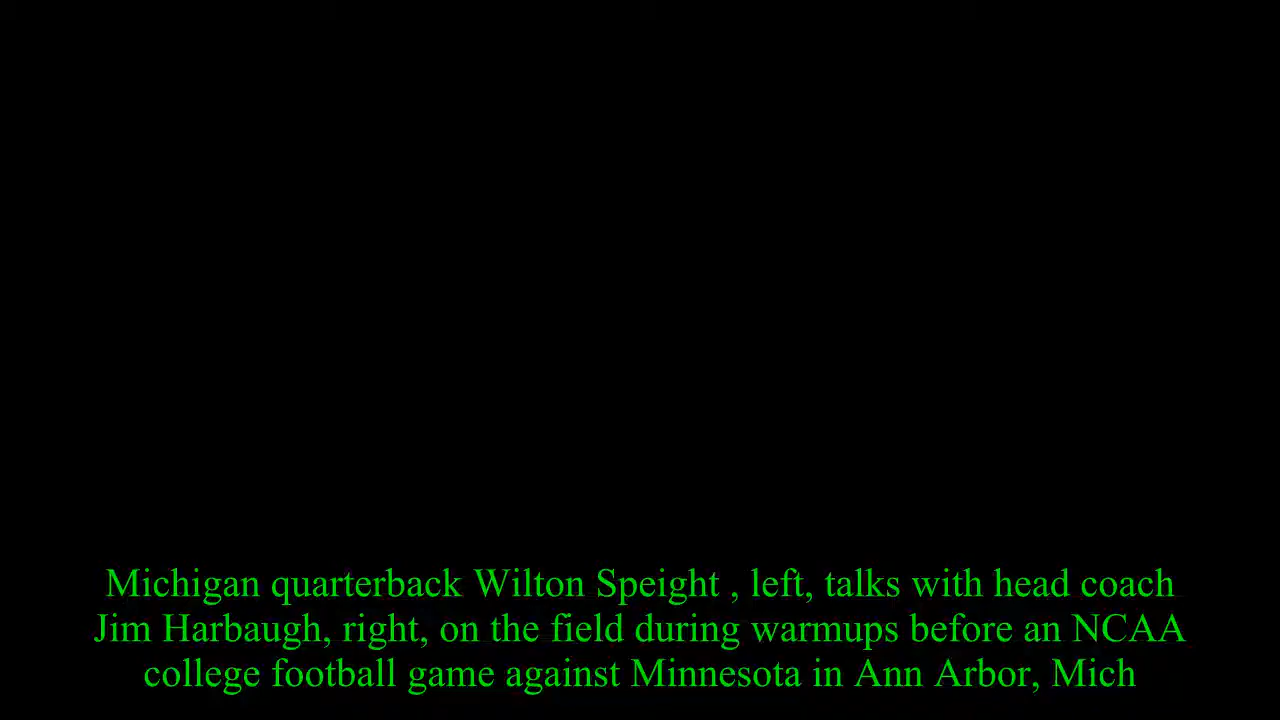 Michigan quarterback Wilton Speight , left, talks with head coach
Jim Harbaugh, right, on the field during warmups before an NCAA
college football game against Minnesota in Ann Arbor, Mich